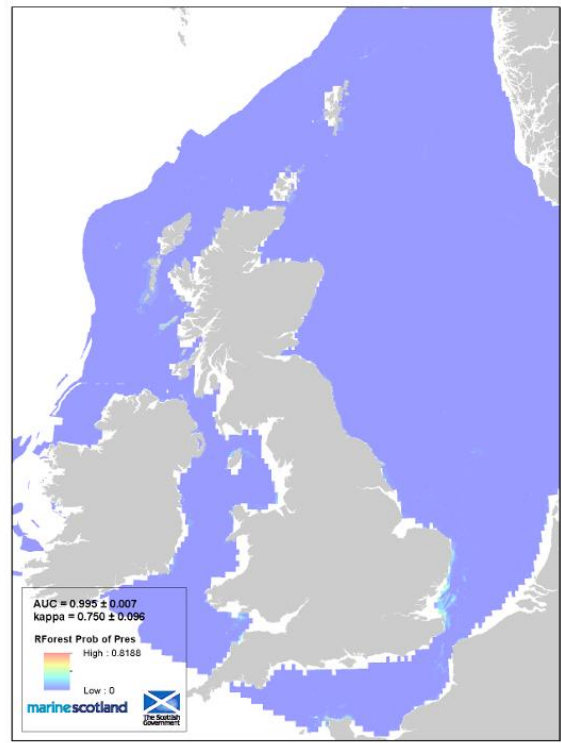 AUC = 0.995 ± 0.007
kappa = 0.750 ± 0.096
RForest Prob of Pres
High : 0.8188
Low : 0
marinescotland
The Scottish
Government